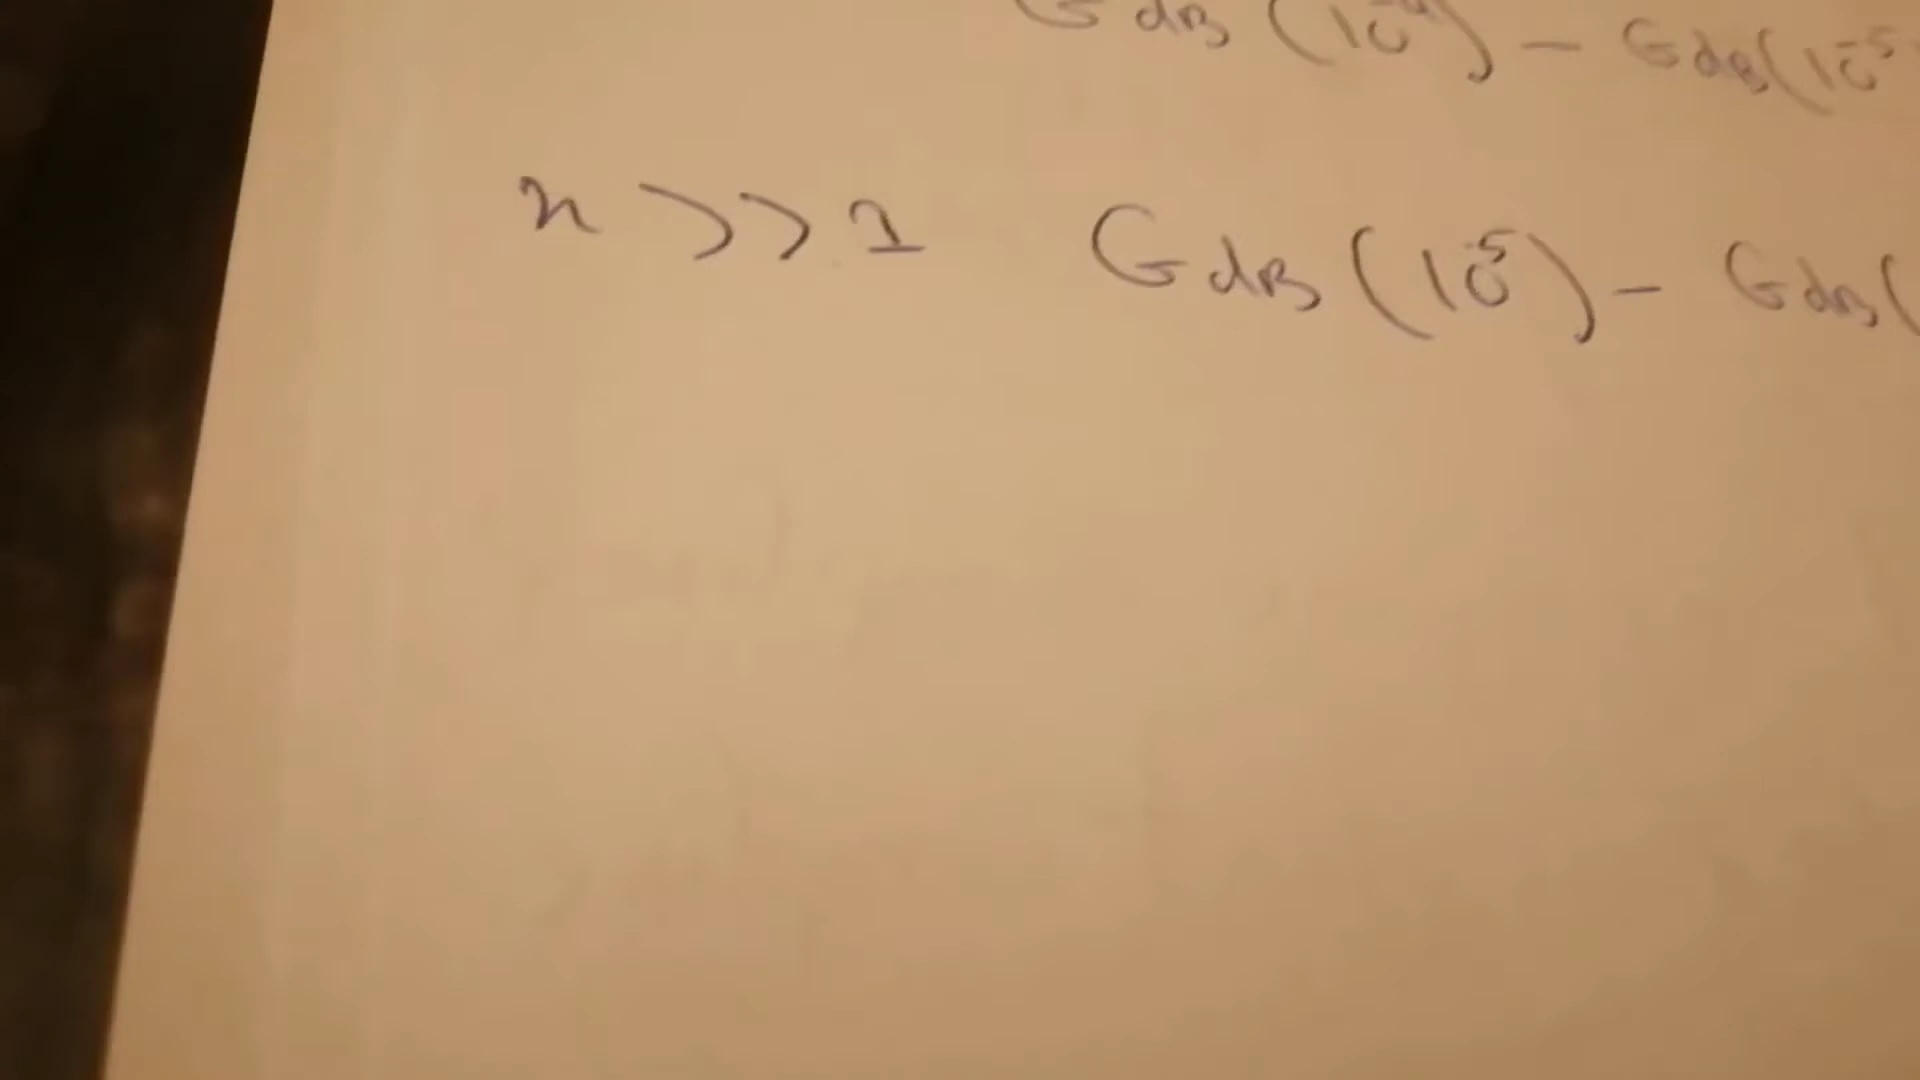 GdB (10⁻⁴) - GdB(10⁻⁵
x >> 1 GdB (10⁻⁵) - GdB(